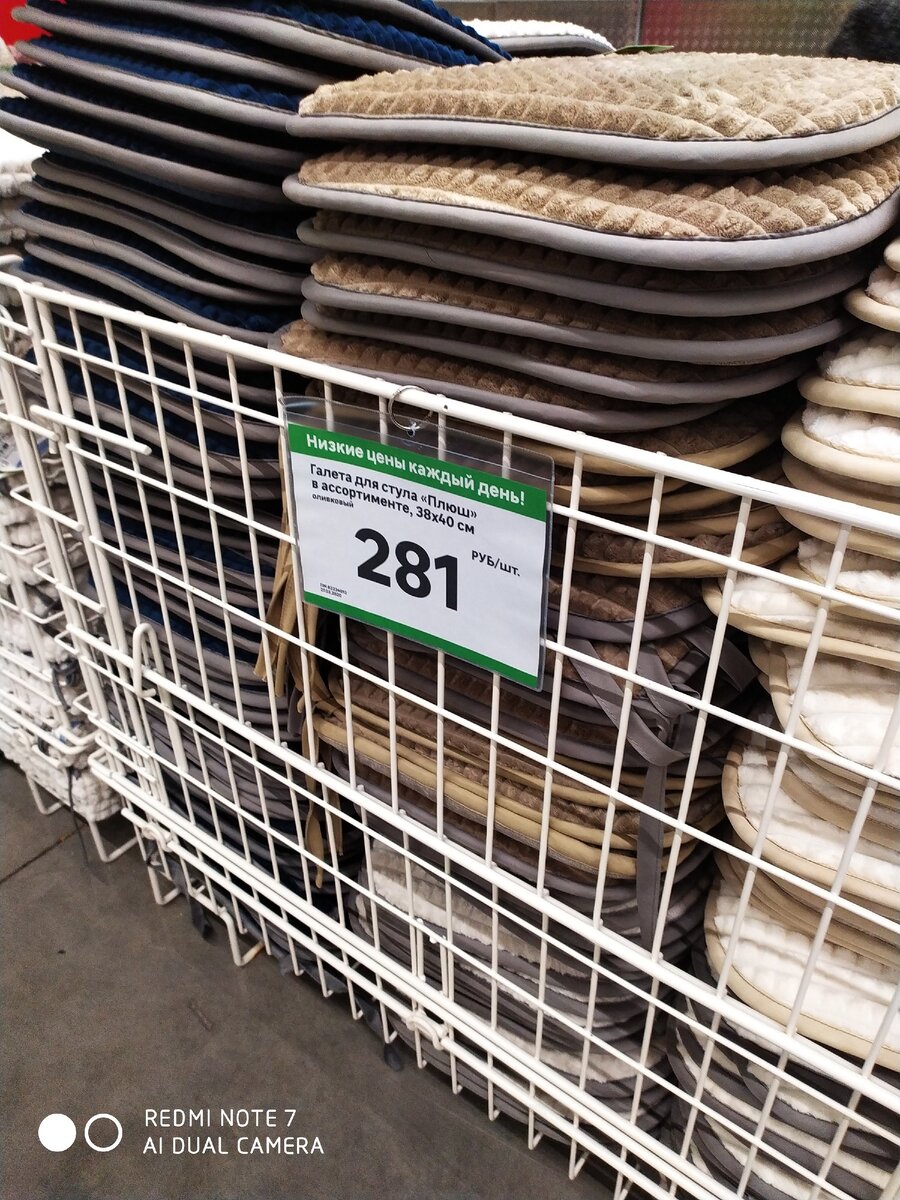 Низкие цены каждый день!
Галета для стула «Плюш»
в ассортименте, 38x40 см
оливковый
281 РУБ/шт.
REDMI NOTE 7
AI DUAL CAMERA